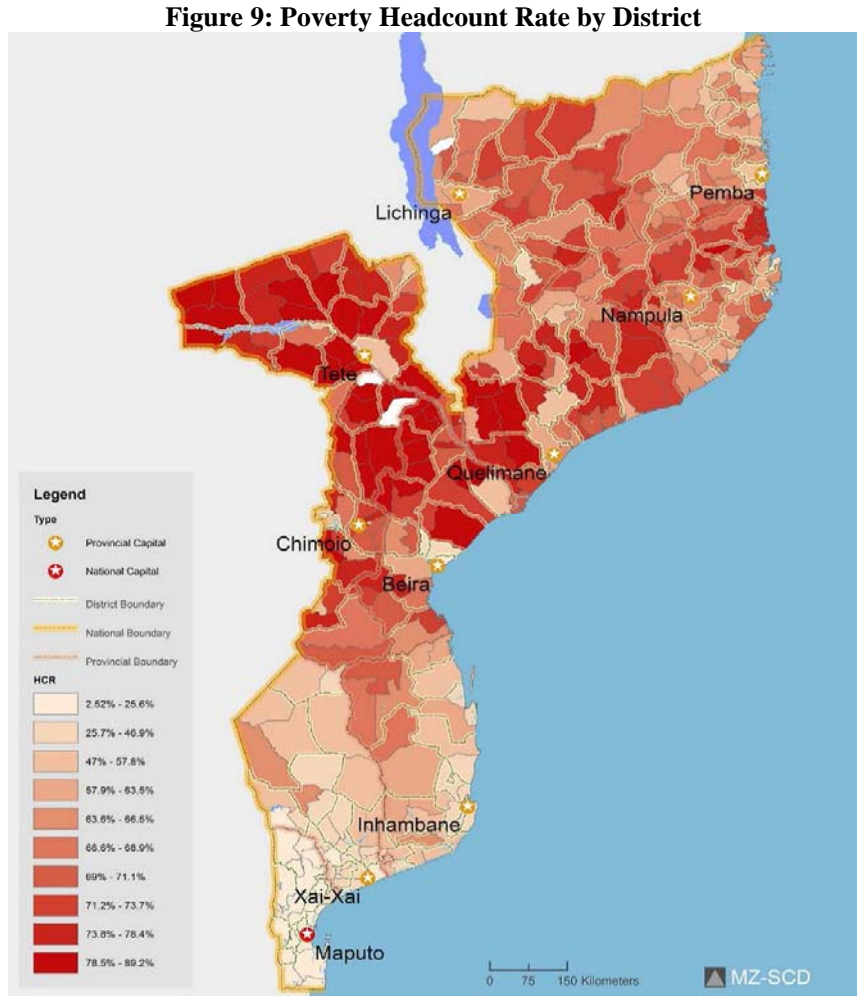 Figure 9: Poverty Headcount Rate by District
Pemba
Lichinga
Nampula
Tete
Quelimane
Legend
Type
Provincial Capital
National Capital
District Boundary
National Boundary
Provincial Boundary
HCR
2.52% - 25.6%
25.7% - 46.9%
47% - 57.8%
57.9% - 63.5%
63.6% - 66.5%
66.6% - 68.9%
69% - 71.1%
71.2% - 73.7%
73.8% - 78.4%
78.5% - 89.2%
Chimoio
Beira
Inhambane
Xai-Xai
Maputo
0 75 150 Kilometers
MZ-SCD